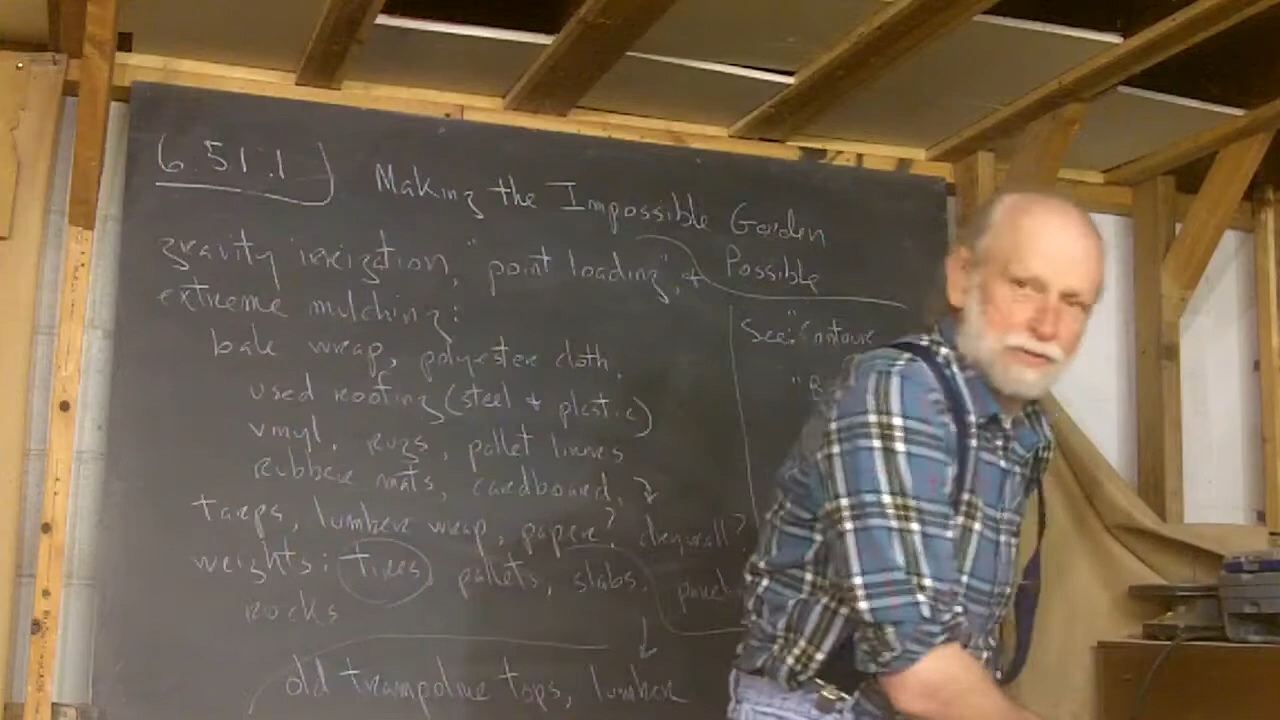 6.51.1) Making the Impossible Garden
Possible
gravity irrigation, "point loading", +
extreme mulching:
bale wrap, polyester cloth,
used roofing (steel + plastic)
vinyl, rugs, pallet liners
rubber mats, cardboard,
tarps, lumber wrap, paper? drywall?
weights: tires, pallets, slabs,
rocks
old trampoline tops, lumber
See: "Contour